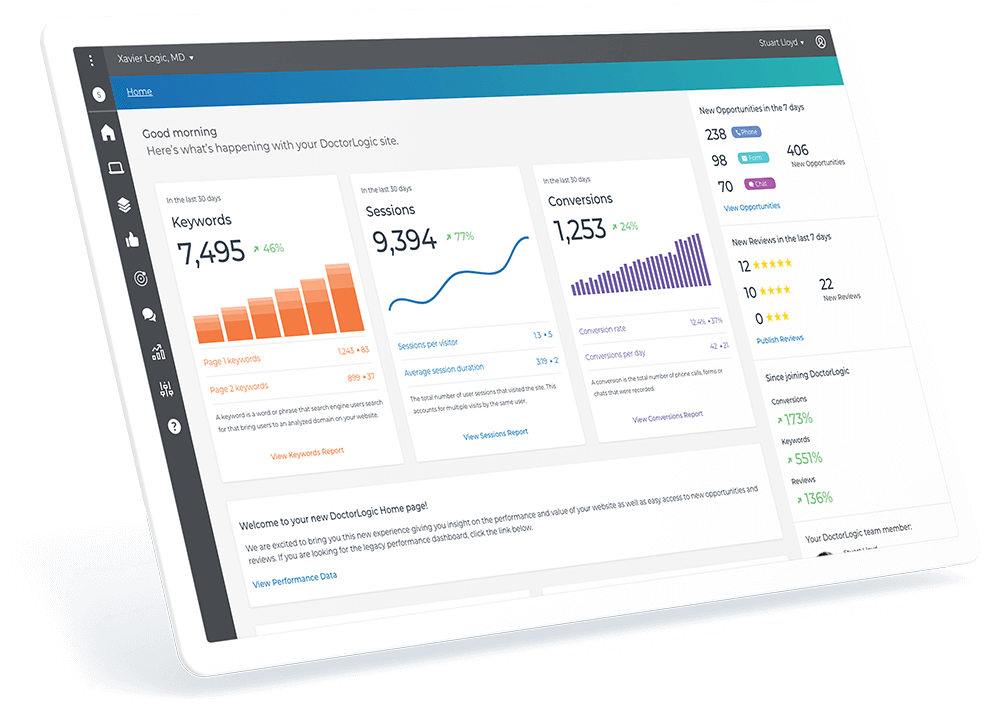 Xavier Logic, MD
Stuart Lloyd
S
Home
Good morning
Here's what's happening with your DoctorLogic site.
In the last 30 days
Keywords
7,495 46%
Page 1 keywords 1,243 83
Page 2 keywords 899 37
A keyword is a word or phrase that search engine users search
for that bring users to an analyzed domain on your website.
View Keywords Report
In the last 30 days
Sessions
9,394 77%
Sessions per visitor 1.3 .5
Average session duration 3.19 .2
The total number of user sessions that visited the site. This
accounts for multiple visits by the same user.
View Sessions Report
In the last 30 days
Conversions
1,253 24%
Conversion rate 12.4% 37%
Conversions per day 42 21
A conversion is the total number of phone calls, forms or
chats that were recorded.
View Conversions Report
Welcome to your new DoctorLogic Home page!
We are excited to bring you this new experience giving you insight on the performance and value of your website as well as easy access to new opportunities and
reviews. If you are looking for the legacy performance dashboard, click the link below.
View Performance Data
New Opportunities in the 7 days
238 Phone
98 Form
70 Chat
406
New Opportunities
View Opportunities
New Reviews in the last 7 days
12
10
0
22
New Reviews
Publish Reviews
Since joining DoctorLogic
Conversions
173%
Keywords
551%
Reviews
136%
Your DoctorLogic team member:
Stuart Lloyd